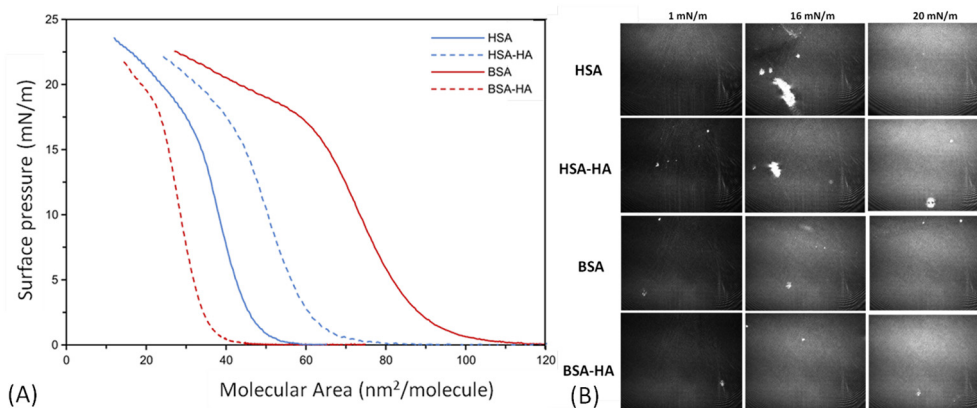 25
20
15
10
5
0
0 20 40 60 80 100 120
Surface pressure (mN/m)
Molecular Area (nm²/molecule)
HSA
HSA-HA
BSA
BSA-HA
(A)
1 mN/m 16 mN/m 20 mN/m
HSA
HSA-HA
BSA
BSA-HA
(B)